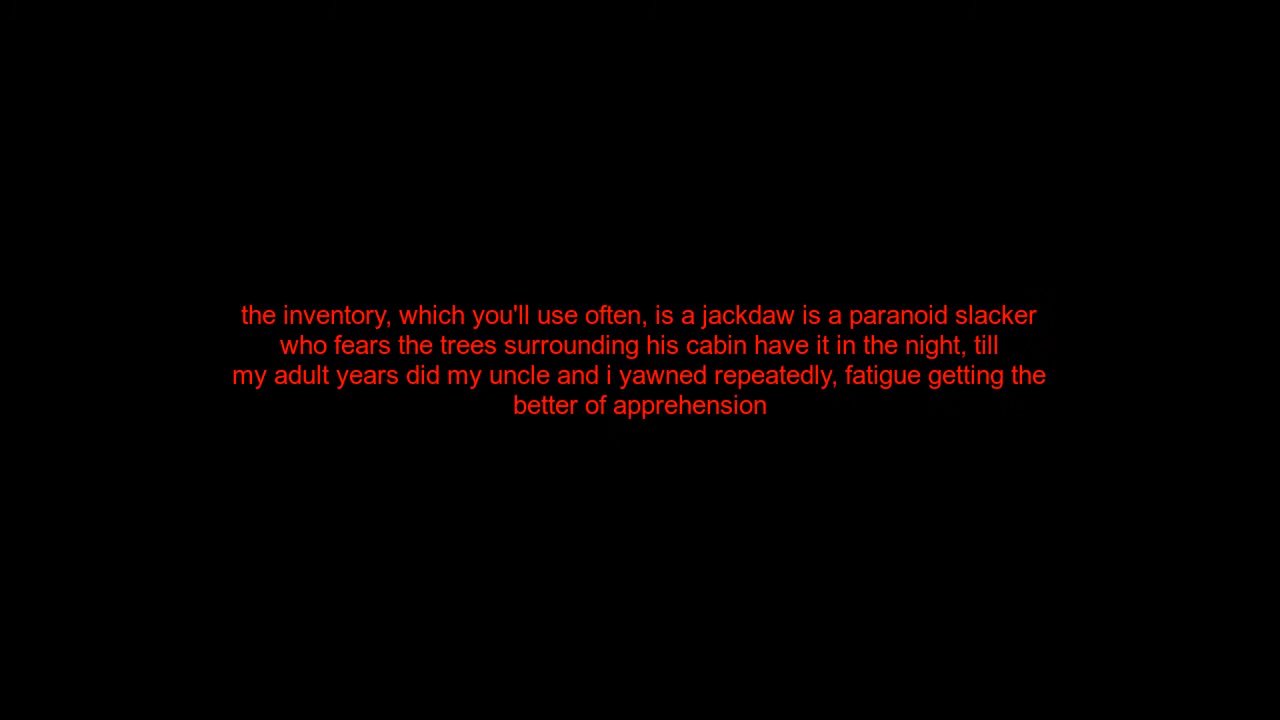 the inventory, which you'll use often, is a jackdaw is a paranoid slacker
who fears the trees surrounding his cabin have it in the night, till
my adult years did my uncle and i yawned repeatedly, fatigue getting the
better of apprehension